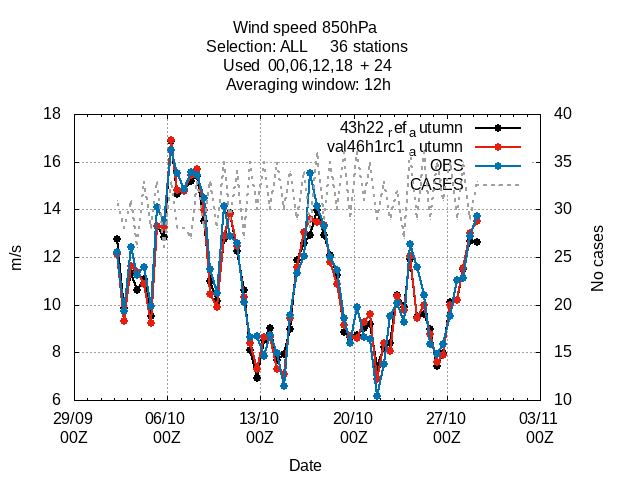 Wind speed 850hPa
Selection: ALL 36 stations
Used 00,06,12,18 + 24
Averaging window: 12h
43h22refautumn
val46h1rc1autumn
OBS
CASES
18
16
14
12
10
8
6
m/s
40
35
30
25
20
15
10
No cases
29/09 06/10 13/10 20/10 27/10 03/11
00Z 00Z 00Z 00Z 00Z 00Z
Date